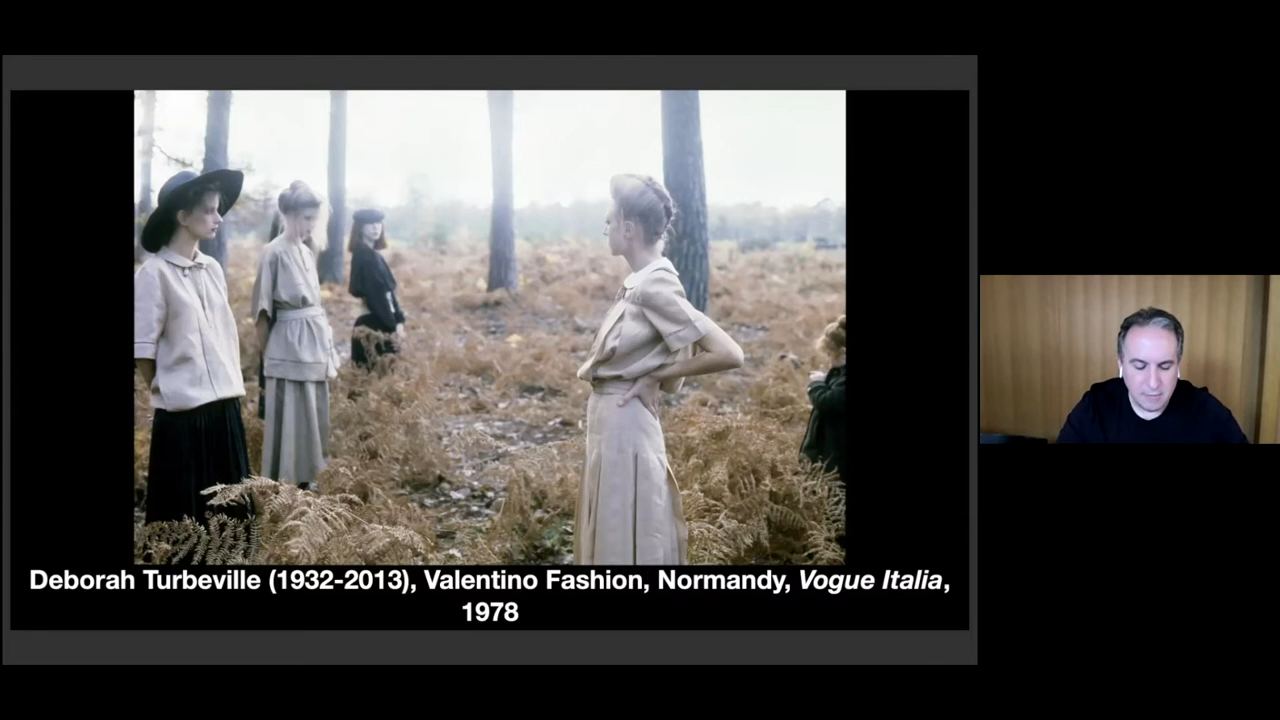 Deborah Turbeville (1932-2013), Valentino Fashion, Normandy, Vogue Italia,
1978